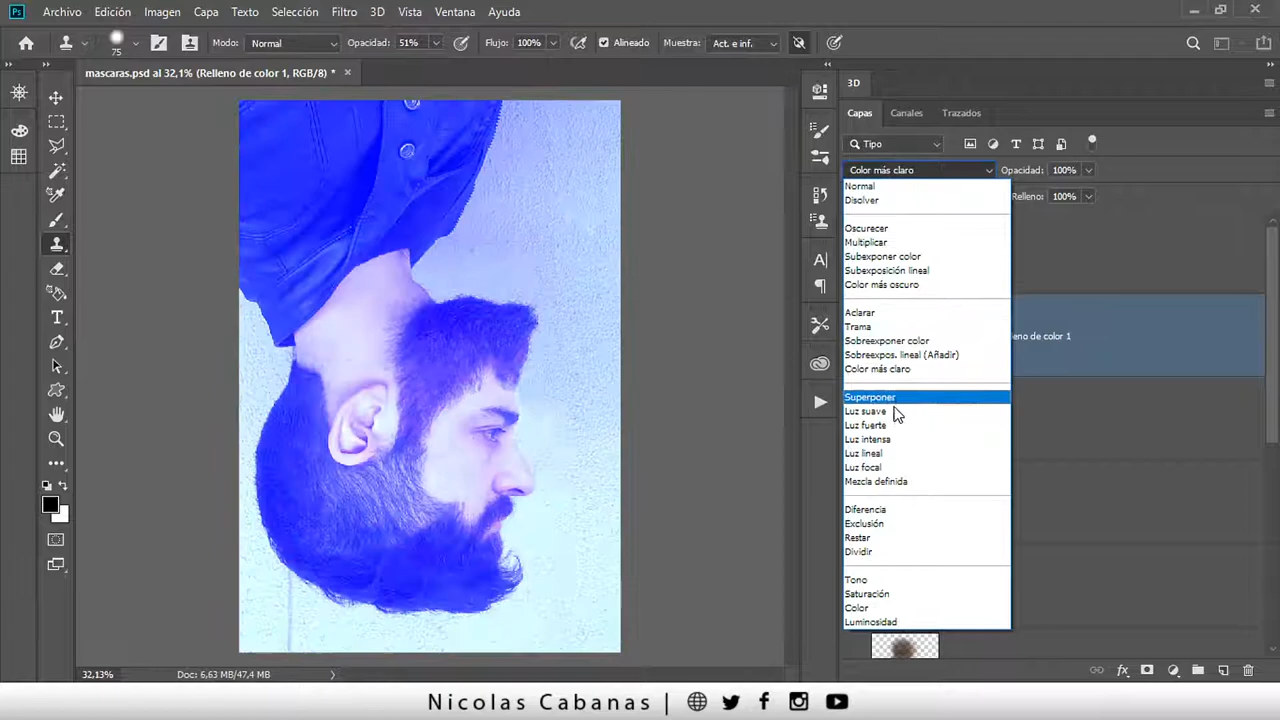 Ps Archivo Edición Imagen Capa Texto Selección Filtro 3D Vista Ventana Ayuda
75 Modo: Normal Opacidad: 51% Flujo: 100% Alineado Muestra: Act. e inf.
mascaras.psd al 32,1% (Relleno de color 1, RGB/8) *
3D
Capas Canales Trazados
Tipo
Color más claro Opacidad: 100%
Normal
Relleno: 100%
Disolver
Oscurecer
Multiplicar
Subexponer color
Subexposición lineal
Color más oscuro
Aclarar
Trama
Sobreexponer color
eno de color 1
Sobreexpos. lineal (Añadir)
Color más claro
Superponer
Luz suave
Luz fuerte
Luz intensa
Luz lineal
Luz focal
Mezcla definida
Diferencia
Exclusión
Restar
Dividir
Tono
Saturación
Color
Luminosidad
32,13% Doc: 6,63 MB/47,4 MB
fx
Nicolas Cabanas |